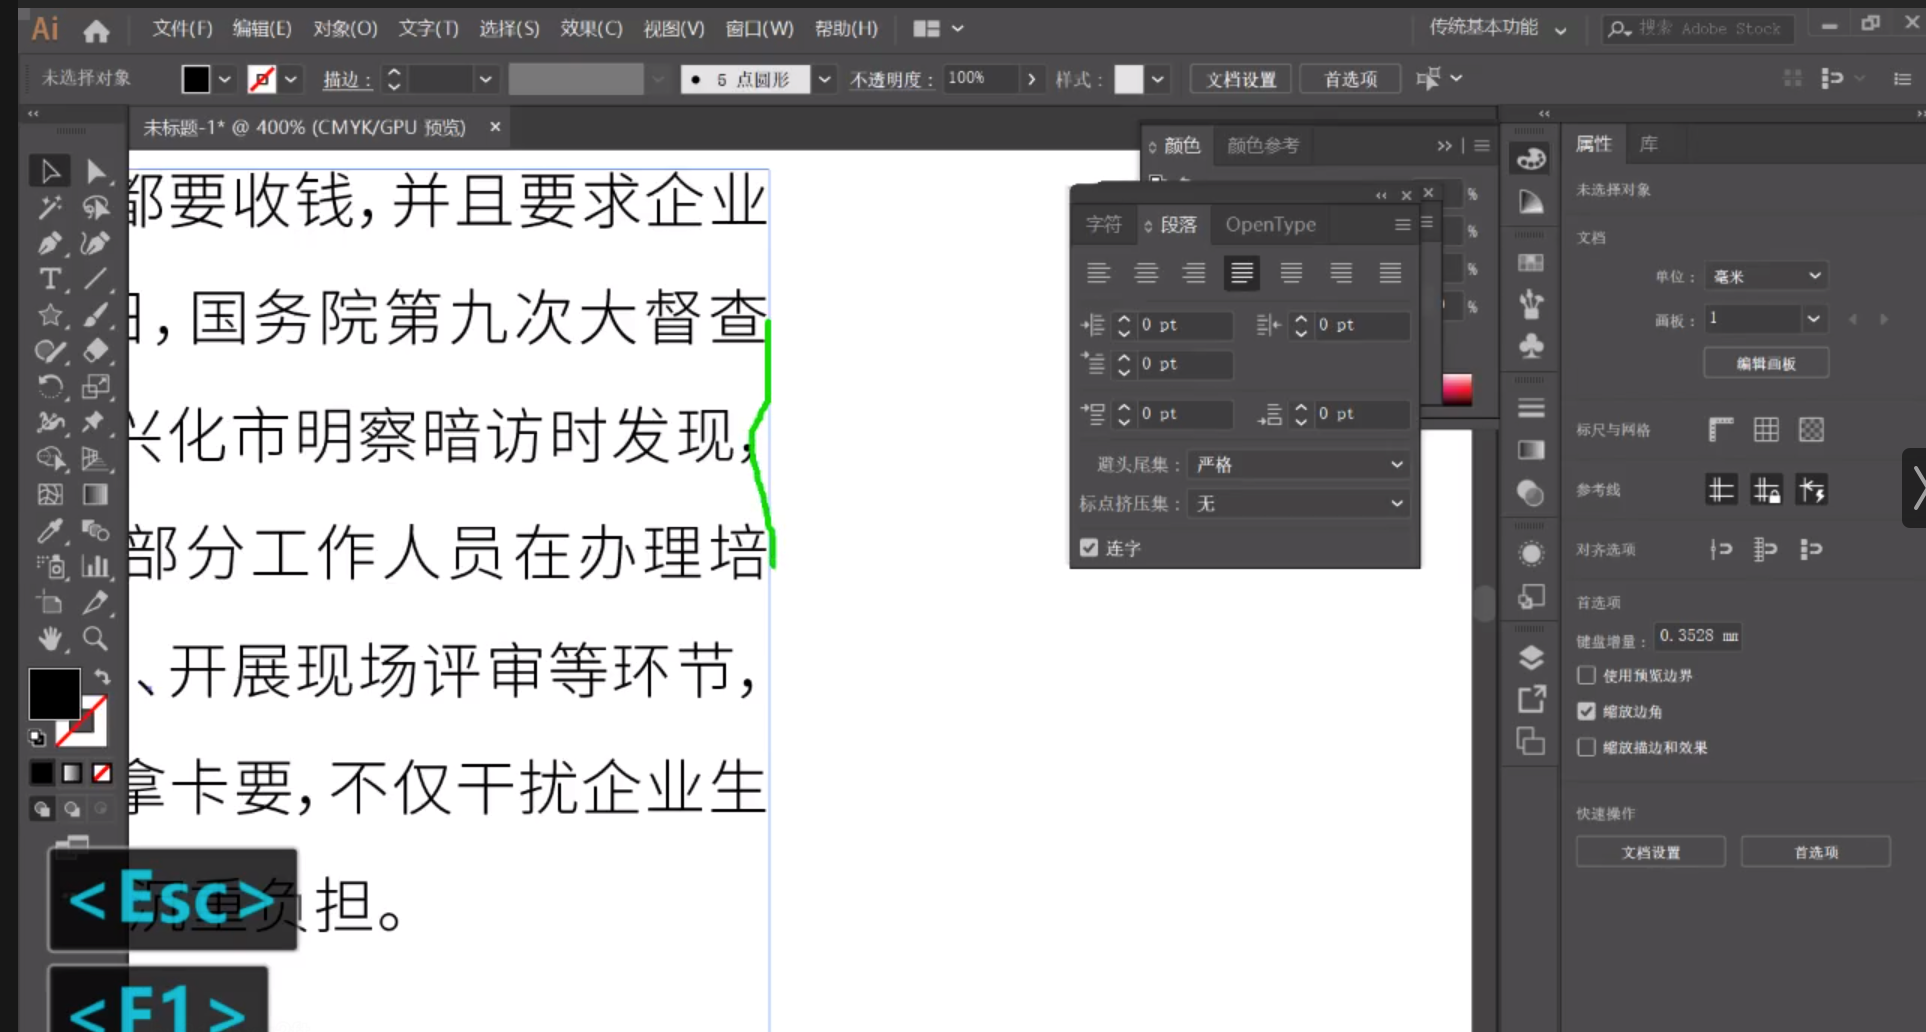 Ai 文件(F) 编辑(E) 对象(O) 文字(T) 选择(S) 效果(C) 视图(V) 窗口(W) 帮助(H) 传统基本功能 搜索 Adobe Stock
未选择对象 描边： 5 点圆形 不透明度： 100% 样式： 文档设置 首选项
未标题-1* @ 400% (CMYK/GPU 预览) ×
颜色 颜色参考
%
%
%
%
字符 段落 OpenType
0 pt 0 pt
0 pt
0 pt 0 pt
避头尾集： 严格
标点挤压集： 无
连字
都要收钱，并且要求企业
日，国务院第九次大督查
兴化市明察暗访时发现，
部分工作人员在办理培
、开展现场评审等环节，
拿卡要，不仅干扰企业生
沉重负担。
<Esc>
<F1>
属性 库
未选择对象
文档
单位： 毫米
画板： 1
编辑画板
标尺与网格
参考线
对齐选项
首选项
键盘增量： 0.3528 mm
使用预览边界
缩放边角
缩放描边和效果
快速操作
文档设置 首选项